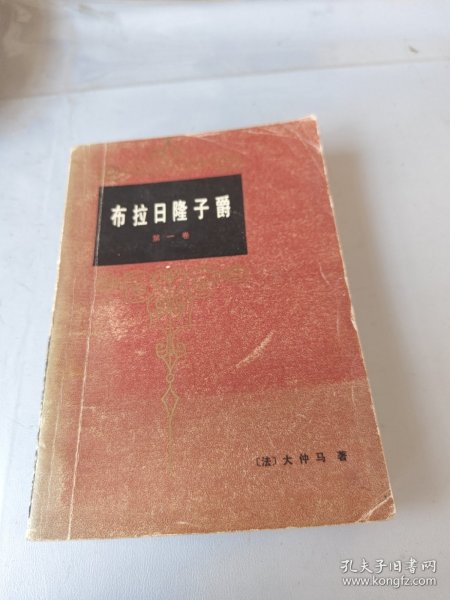 布拉日隆子爵
第一卷
〔法〕大仲马 著
孔夫子旧书网
www.kongfz.com